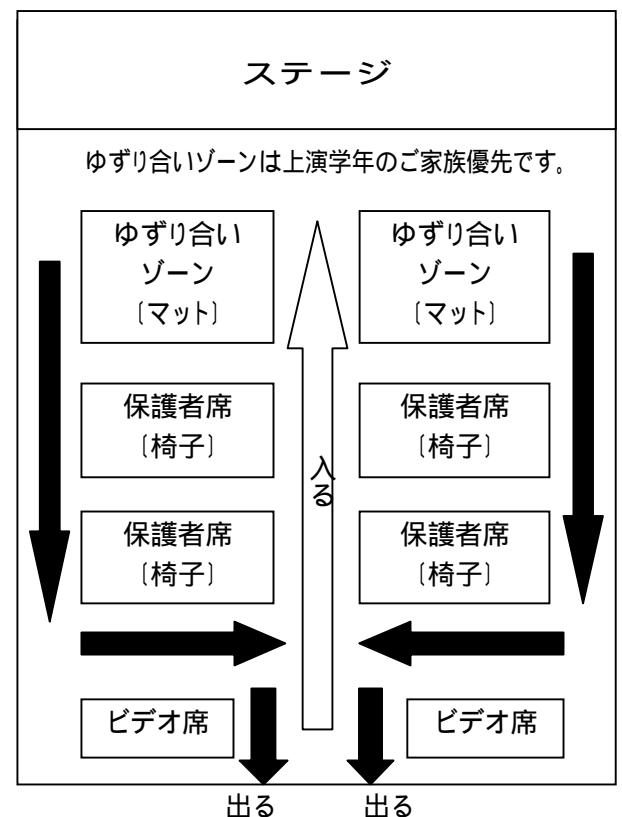 ステージ
ゆずり合いゾーンは上演学年のご家族優先です。
ゆずり合い
ゾーン
〔マット〕
ゆずり合い
ゾーン
〔マット〕
保護者席
〔椅子〕
保護者席
〔椅子〕
入る
保護者席
〔椅子〕
保護者席
〔椅子〕
ビデオ席
ビデオ席
出る
出る